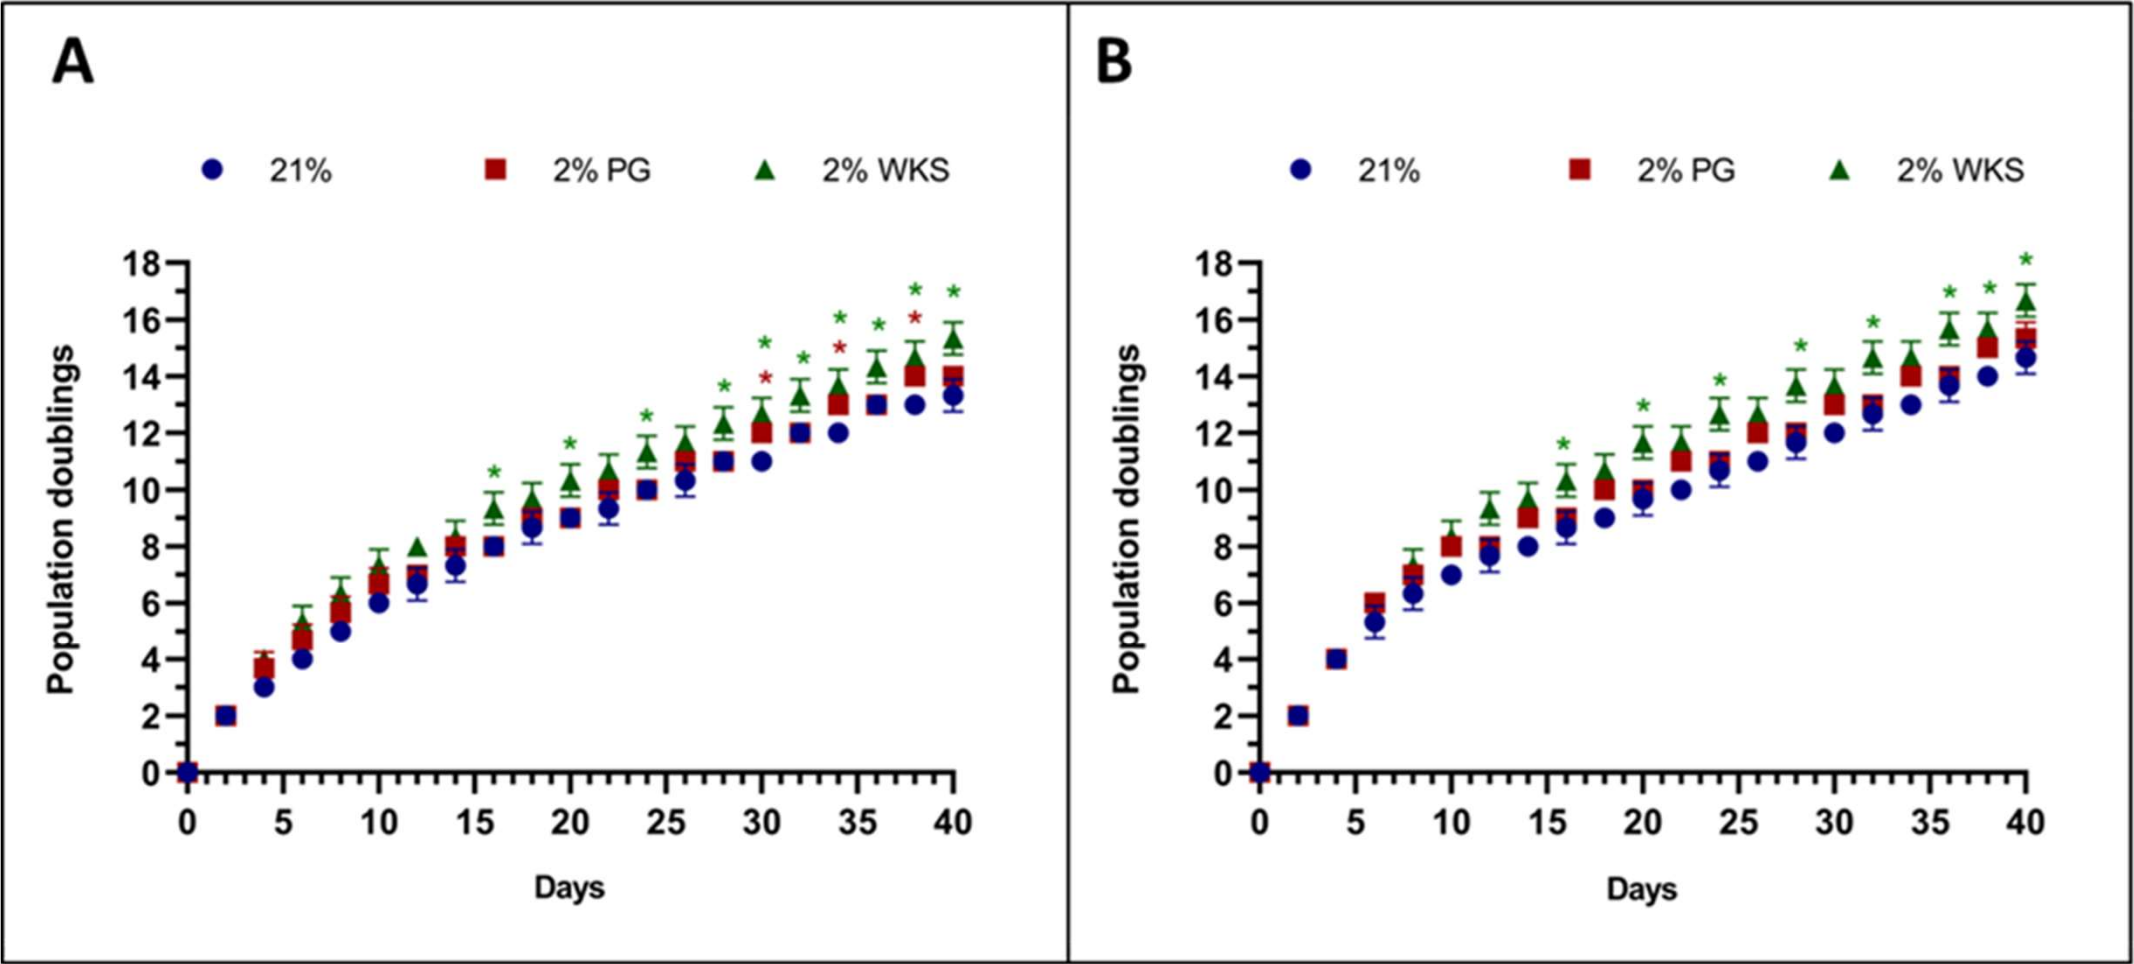 A
21% 2% PG 2% WKS
18
16
14
12
10
8
6
4
2
0
Population doublings
* * * * * * * * * * * *
0 5 10 15 20 25 30 35 40
Days
B
21% 2% PG 2% WKS
18
16
14
12
10
8
6
4
2
0
Population doublings
* * * * * * * *
0 5 10 15 20 25 30 35 40
Days